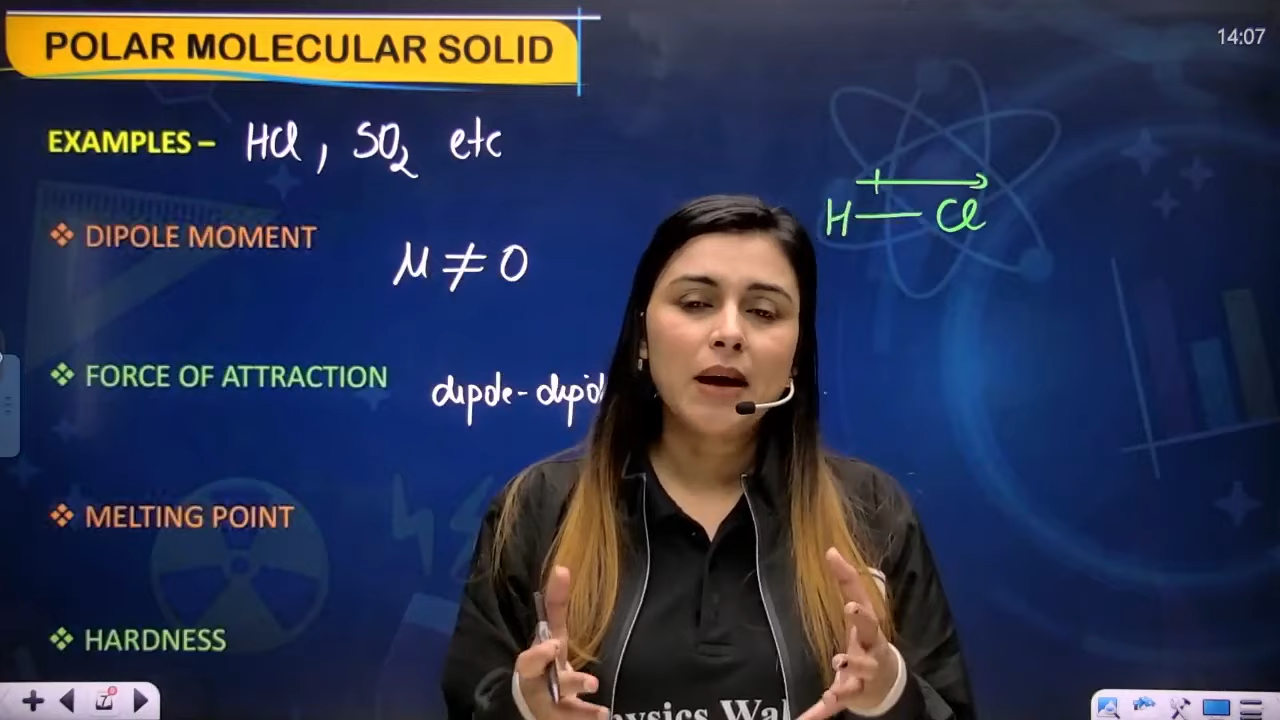 POLAR MOLECULAR SOLID
14:07
EXAMPLES – HCl, SO2 etc
H — Cl
❖ DIPOLE MOMENT
μ ≠ 0
❖ FORCE OF ATTRACTION
dipole-
❖ MELTING POINT
❖ HARDNESS